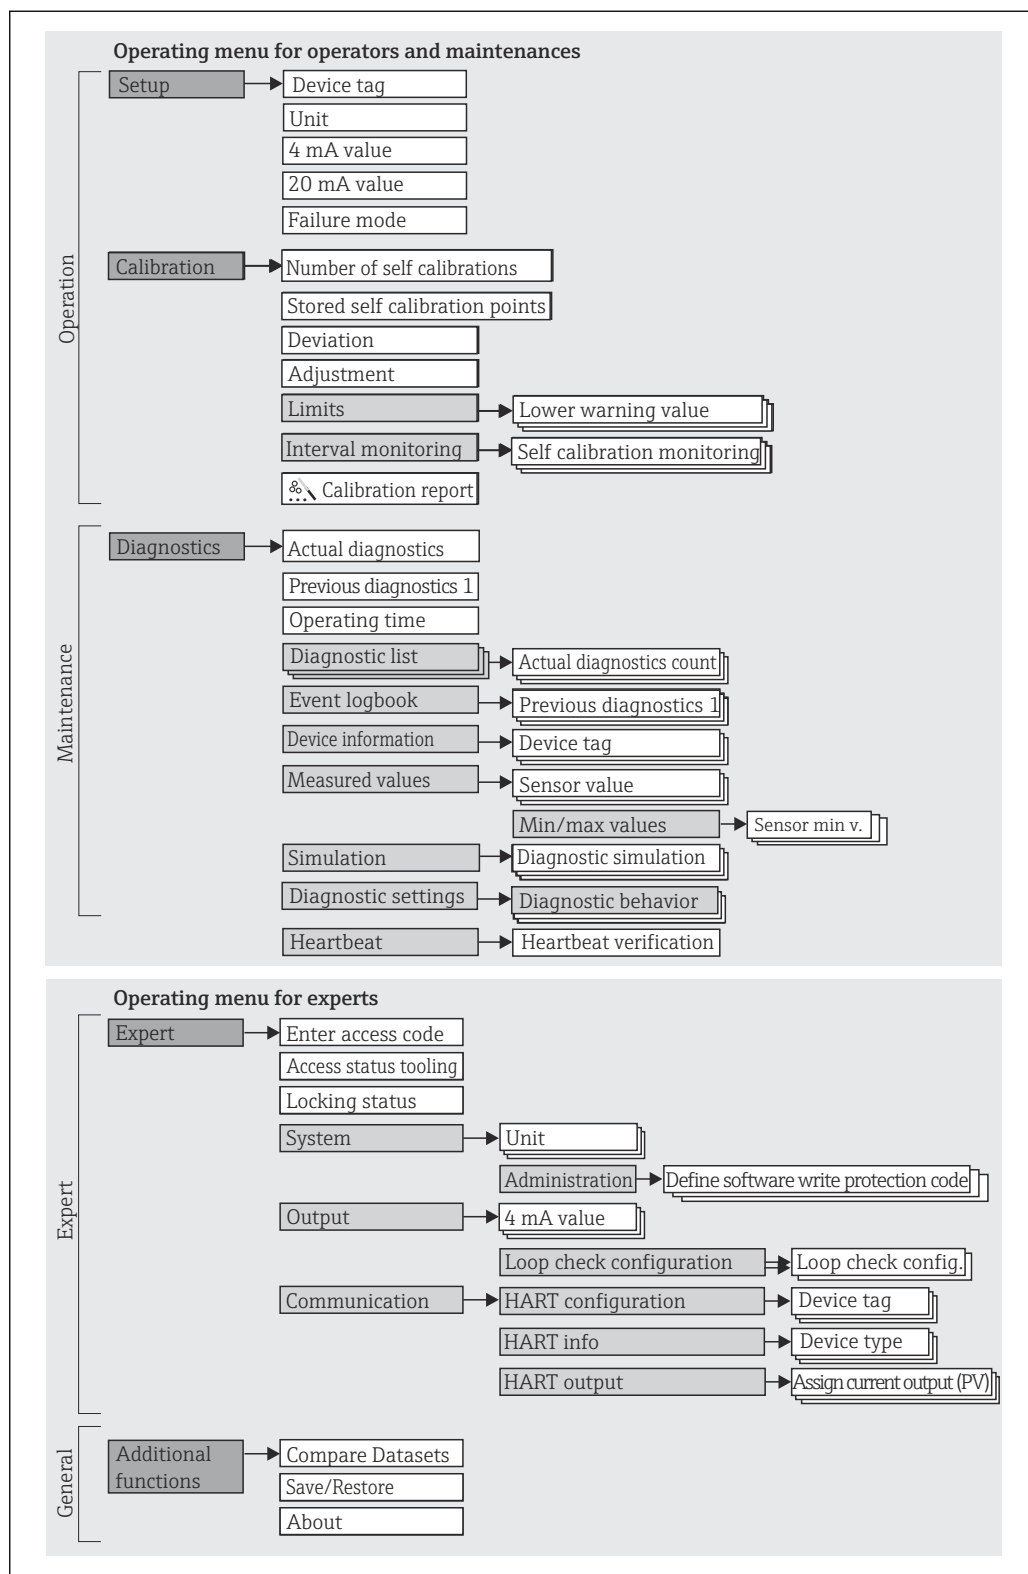 Operating menu for operators and maintenances
Operation
Setup
Device tag
Unit
4 mA value
20 mA value
Failure mode
Calibration
Number of self calibrations
Stored self calibration points
Deviation
Adjustment
Limits
Lower warning value
Interval monitoring
Self calibration monitoring
Calibration report
Maintenance
Diagnostics
Actual diagnostics
Previous diagnostics 1
Operating time
Diagnostic list
Actual diagnostics count
Event logbook
Previous diagnostics 1
Device information
Device tag
Measured values
Sensor value
Min/max values
Sensor min v.
Simulation
Diagnostic simulation
Diagnostic settings
Diagnostic behavior
Heartbeat
Heartbeat verification
Operating menu for experts
Expert
Expert
Enter access code
Access status tooling
Locking status
System
Unit
Administration
Define software write protection code
Output
4 mA value
Loop check configuration
Loop check config.
Communication
HART configuration
Device tag
HART info
Device type
HART output
Assign current output (PV)
General
Additional
functions
Compare Datasets
Save/Restore
About